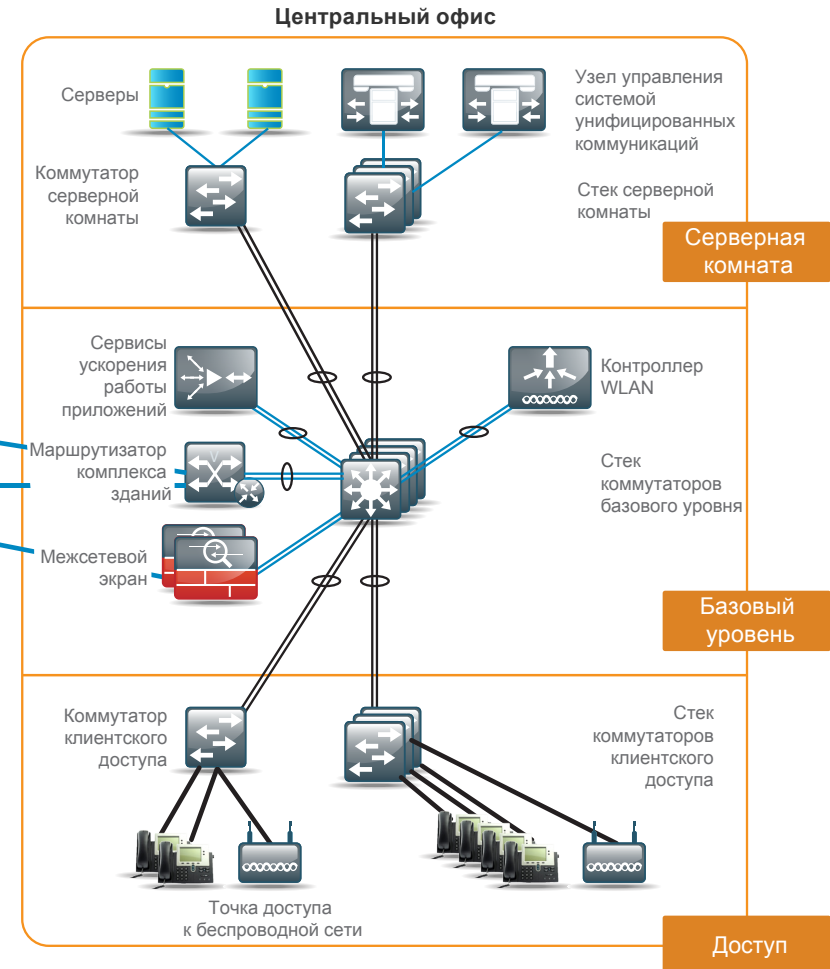 Центральный офис
Серверы
Узел управления
системой
унифицированных
коммуникаций
Коммутатор
серверной
комнаты
Стек серверной
комнаты
Серверная
комната
Сервисы
ускорения
работы
приложений
Контроллер
WLAN
Маршрутизатор
комплекса
зданий
V
Стек
коммутаторов
базового уровня
Межсетевой
экран
Базовый
уровень
Коммутатор
клиентского
доступа
Стек
коммутаторов
клиентского
доступа
Точка доступа
к беспроводной сети
Доступ